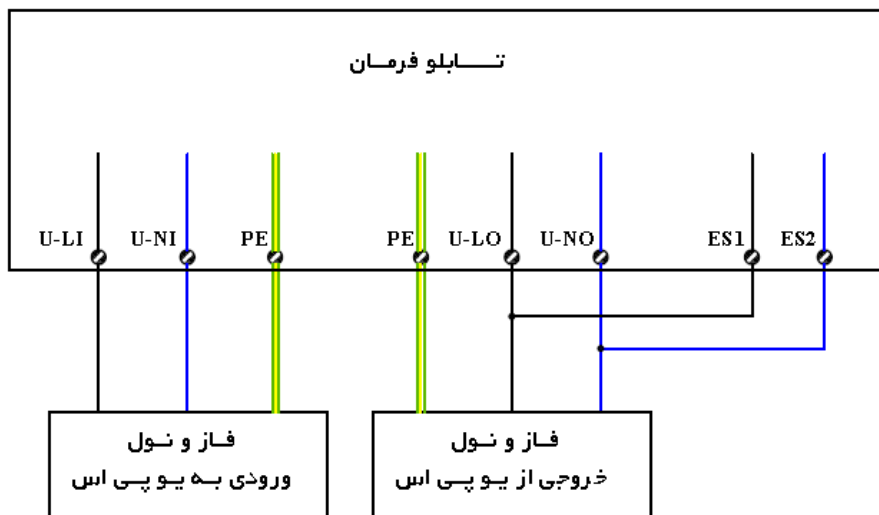 تابلو فرمان
U-LI U-NI PE PE U-LO U-NO ES1 ES2
فاز و نول
ورودی به یو پی اس
فاز و نول
خروجی از یو پی اس